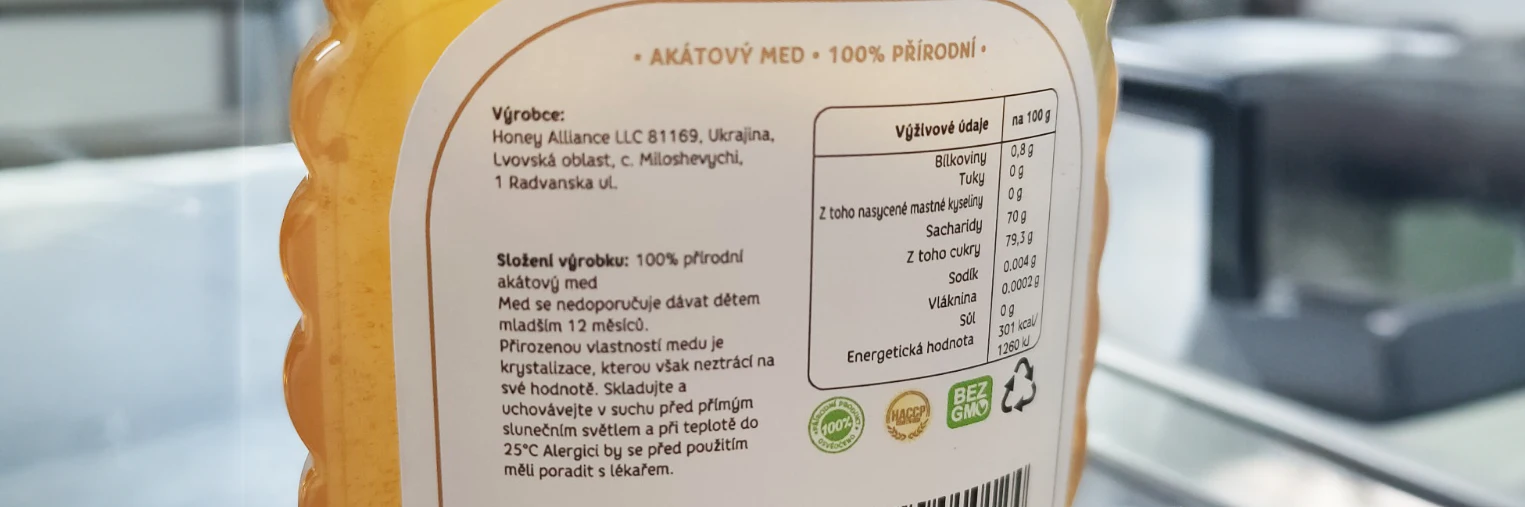 • AKÁTOVÝ MED • 100% PŘÍRODNÍ •
Výrobce:
Honey Alliance LLC 81169, Ukrajina,
Lvovská oblast, c. Miloshevychi,
1 Radvanska ul.
Složení výrobku: 100% přírodní
akátový med
Med se nedoporučuje dávat dětem
mladším 12 měsíců.
Přirozenou vlastností medu je
krystalizace, kterou však neztrácí na
své hodnotě. Skladujte a
uchovávejte v suchu před přímým
slunečním světlem a při teplotě do
25°C Alergici by se před použitím
měli poradit s lékařem.
Výživové údaje na 100 g
Bílkoviny 0,8 g
Tuky 0 g
Z toho nasycené mastné kyseliny 0 g
Sacharidy 70 g
Z toho cukry 79,3 g
Sodík 0,004 g
Vláknina 0,0002 g
Sůl 0 g
Energetická hodnota 301 kcal/
1260 kJ
PŘÍRODNÍ PRODUKT
100%
OSVĚDČENO
HACCP
BEZ
GMO